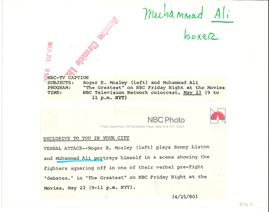 Muhammad Ali
boxer
NBC-TV CAPTION
SUBJECTS: Roger E. Mosley (left) and Muhammad Ali
PROGRAM: "The Greatest" on NBC Friday Night at the Movies
TIME: NBC Television Network colorcast, May 23 (9 to
11 p.m. NYT)
NBC Photo
EXCLUSIVE TO YOU IN YOUR CITY
VERBAL ATTACK--Roger E. Mosley (left) plays Sonny Liston
and Muhammad Ali portrays himself in a scene showing the
fighters squaring off in one of their verbal pre-fight
"debates," in "The Greatest" on NBC Friday Night at the
Movies, May 23 (9-11 p.m. NYT).
(4/25/80)